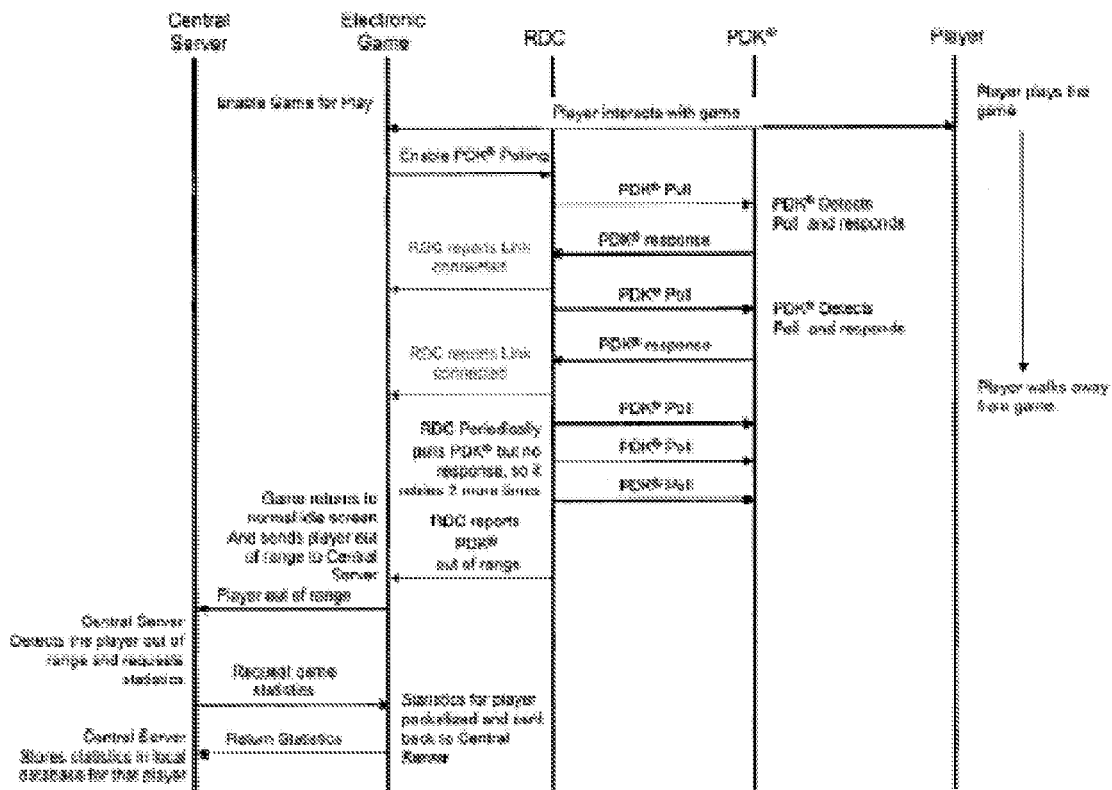 Central
Server
Electronic
Game
RDC
PDK®
Player
Enable Game for Play
Player interacts with game
Player plays the
game
Enable PDK® Polling
PDK® Poll
PDK® Detects
Poll and responds
PDK® response
RDC reports Link
connected
PDK® Poll
PDK® Detects
Poll and responds
PDK® response
RDC reports Link
connected
Player walks away
from game
PDK® Poll
RDC Periodically
polls PDK® but no
response, so it
retries 2 more times
PDK® Poll
PDK® Poll
Game returns to
normal idle screen
And sends player out
of range to Central
Server
RDC reports
PDK®
out of range
Player out of range
Central Server
Detects the player out of
range and requests
statistics
Request game
statistics
Statistics for player
packetized and sent
back to Central
Server
Return Statistics
Central Server
Stores statistics in local
database for that player